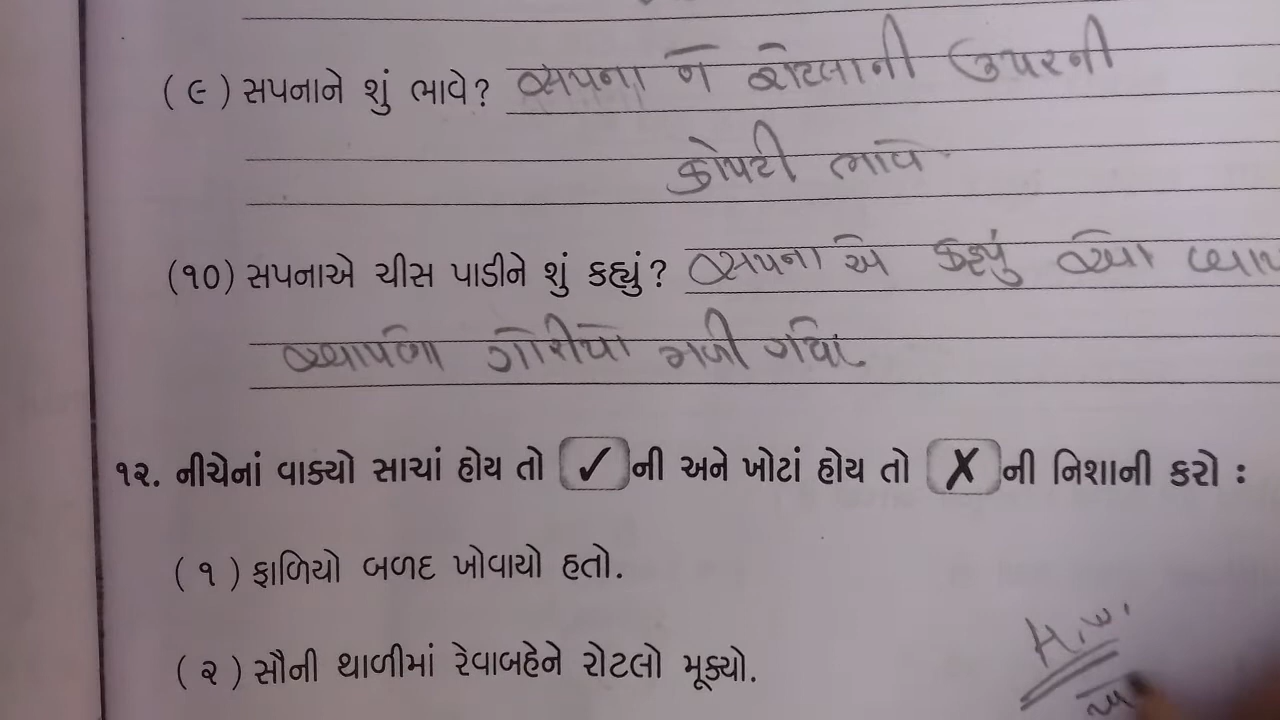 (૯) સપનાને શું ભાવે? સપના ને રોટલાની ઉપરની
કોપટી ભાવે
(૧૦) સપનાએ ચીસ પાડીને શું કહ્યું? સપના એ કહ્યું ઓ બાપ
આપણા ગોરીયો મળી ગયા
૧૨. નીચેનાં વાક્યો સાચાં હોય તો ✓ ની અને ખોટાં હોય તો ✗ ની નિશાની કરો :
(૧) ફાળિયો બળદ ખોવાયો હતો.
(૨) સૌની થાળીમાં રેવાબહેને રોટલો મૂક્યો.
H.W.